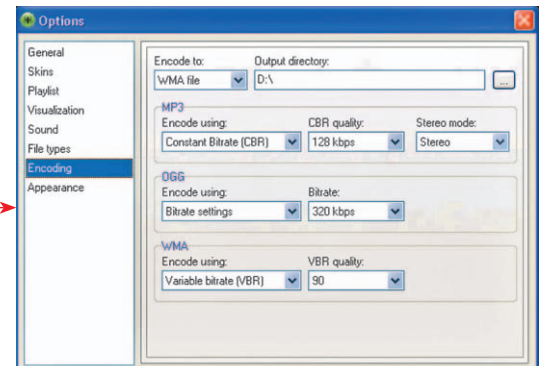 Options
General
Skins
Playlist
Visualization
Sound
File types
Encoding
Appearance
Encode to: Output directory:
WMA file D:\ ...
MP3
Encode using: CBR quality: Stereo mode:
Constant Bitrate (CBR) 128 kbps Stereo
OGG
Encode using: Bitrate:
Bitrate settings 320 kbps
WMA
Encode using: VBR quality:
Variable bitrate (VBR) 90